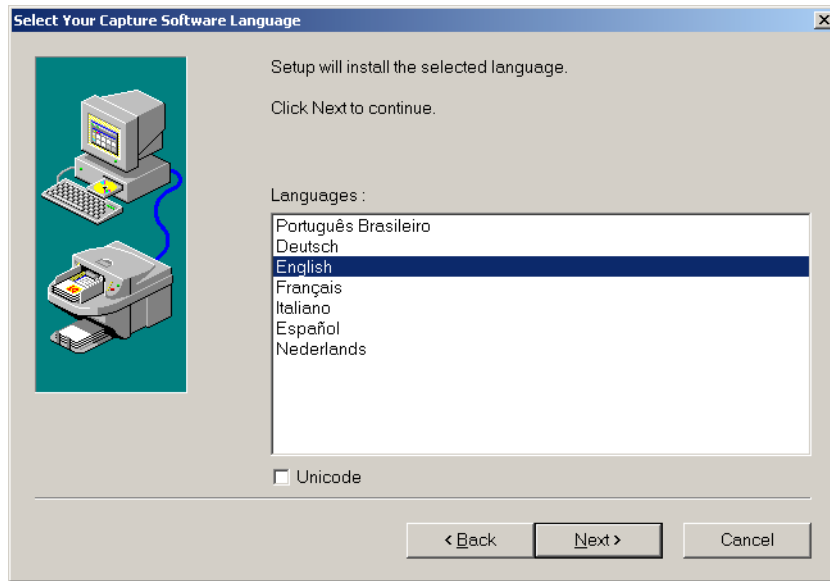 Select Your Capture Software Language
Setup will install the selected language.
Click Next to continue.
Languages :
Português Brasileiro
Deutsch
English
Français
Italiano
Español
Nederlands
Unicode
< Back
Next >
Cancel